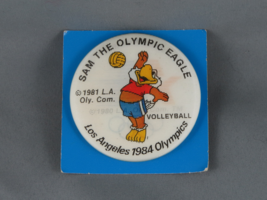 SAM THE OLYMPIC EAGLE
© 1981 L.A.
Oly. Com.
VOLLEYBALL
Los Angeles 1984 Olympics